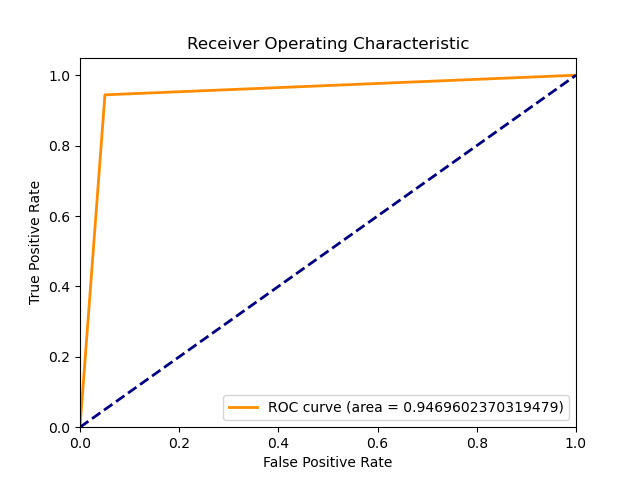 Receiver Operating Characteristic
True Positive Rate
1.0
0.8
0.6
0.4
0.2
0.0
ROC curve (area = 0.9469602370319479)
0.0 0.2 0.4 0.6 0.8 1.0
False Positive Rate